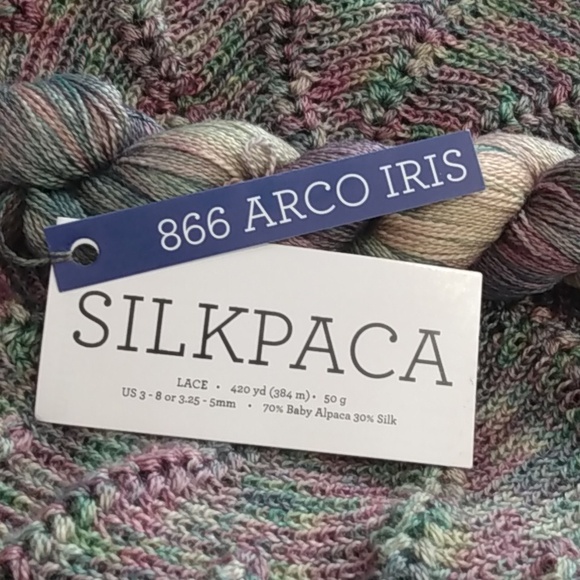 866 ARCO IRIS
SILKPACA
LACE • 420 yd (384 m) • 50 g
US 3 - 8 or 3.25 - 5mm • 70% Baby Alpaca 30% Silk